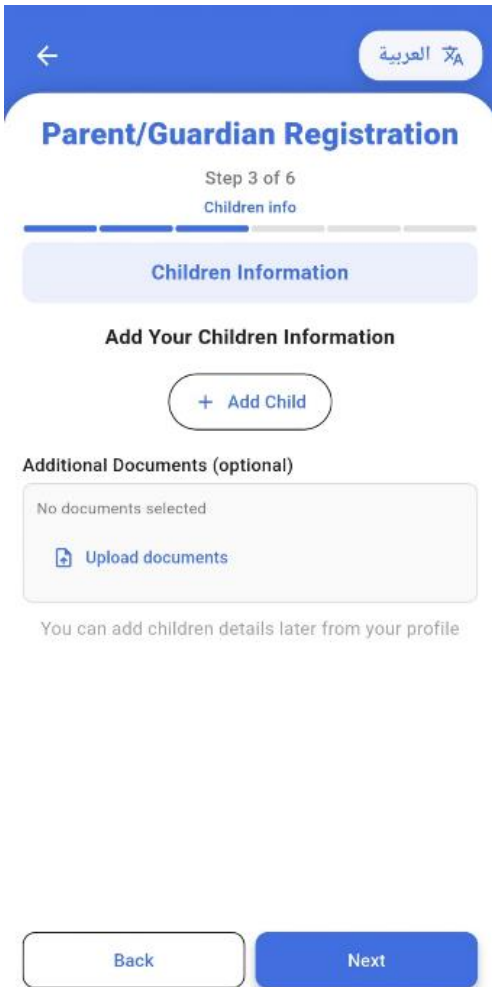 العربية
Parent/Guardian Registration
Step 3 of 6
Children info
Children Information
Add Your Children Information
+ Add Child
Additional Documents (optional)
No documents selected
Upload documents
You can add children details later from your profile
Back
Next